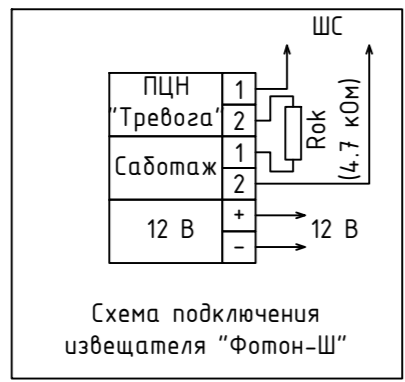 ШС
ПЦН
"Тревога"
1
2
Саботаж
1
2
Rok
(4.7 кОм)
12 В
+
-
12 В
Схема подключения
извещателя "Фотон-Ш"